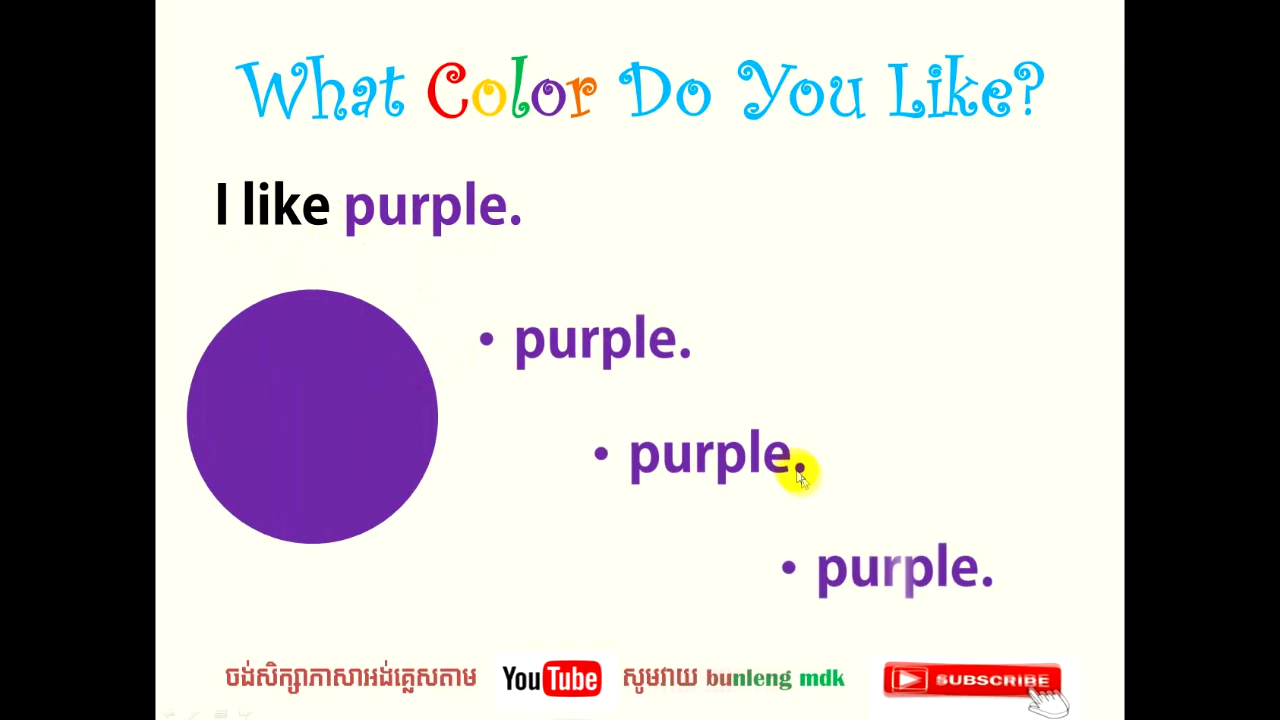 What Color Do You Like?
I like purple.
• purple.
• purple.
• purple.
ចង់សិក្សាភាសាអង់គ្លេសតាម YouTube សូមវាយ bunleng mdk SUBSCRIBE